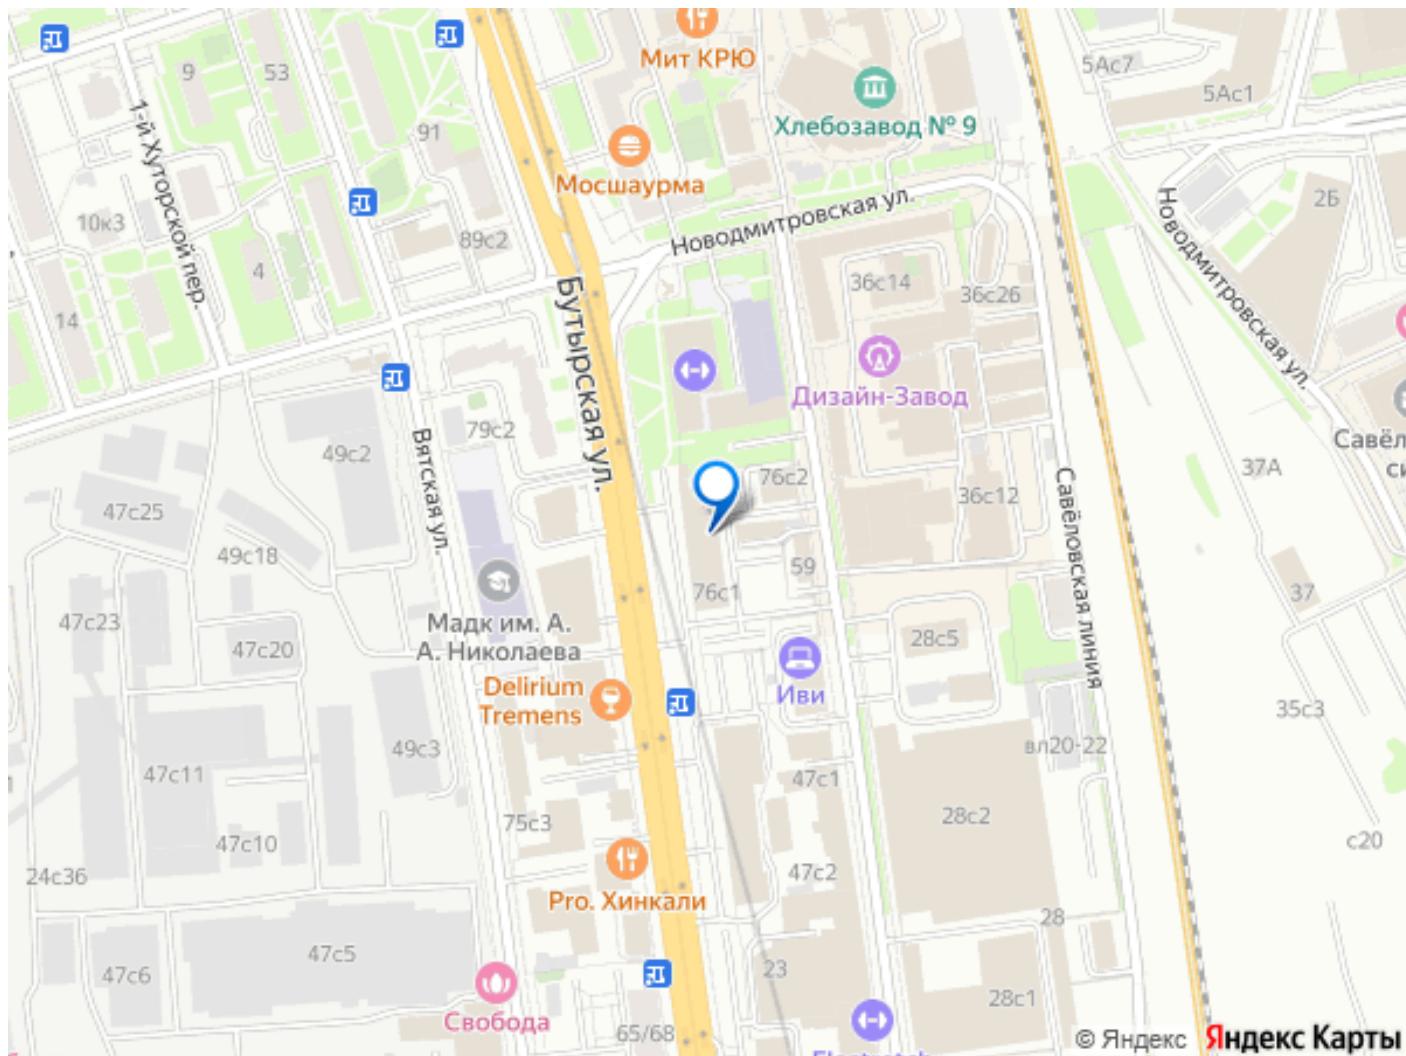 Мит КРЮ
5Ас7
5Ас1
9
53
91
Хлебозавод № 9
Мосшаурма
1-й Хуторской пер.
10к3
89с2
4
14
Новодмитровская ул.
2Б
Новодмитровская ул.
36с14
36с26
Бутырская ул.
Дизайн-Завод
79с2
49с2
Вятская ул.
47с25
49с18
76с2
36с12
37А
Савёловская линия
59
76с1
37
47с23
47с20
Мадк им. А.
А. Николаева
28с5
Delirium
Tremens
Иви
35с3
49с3
47с11
вл20-22
47с1
75с3
47с10
28с2
с20
24с36
47с2
Pro. Хинкали
28
47с5
47с6
23
28с1
Свобода
65/68
© Яндекс
Яндекс Карты